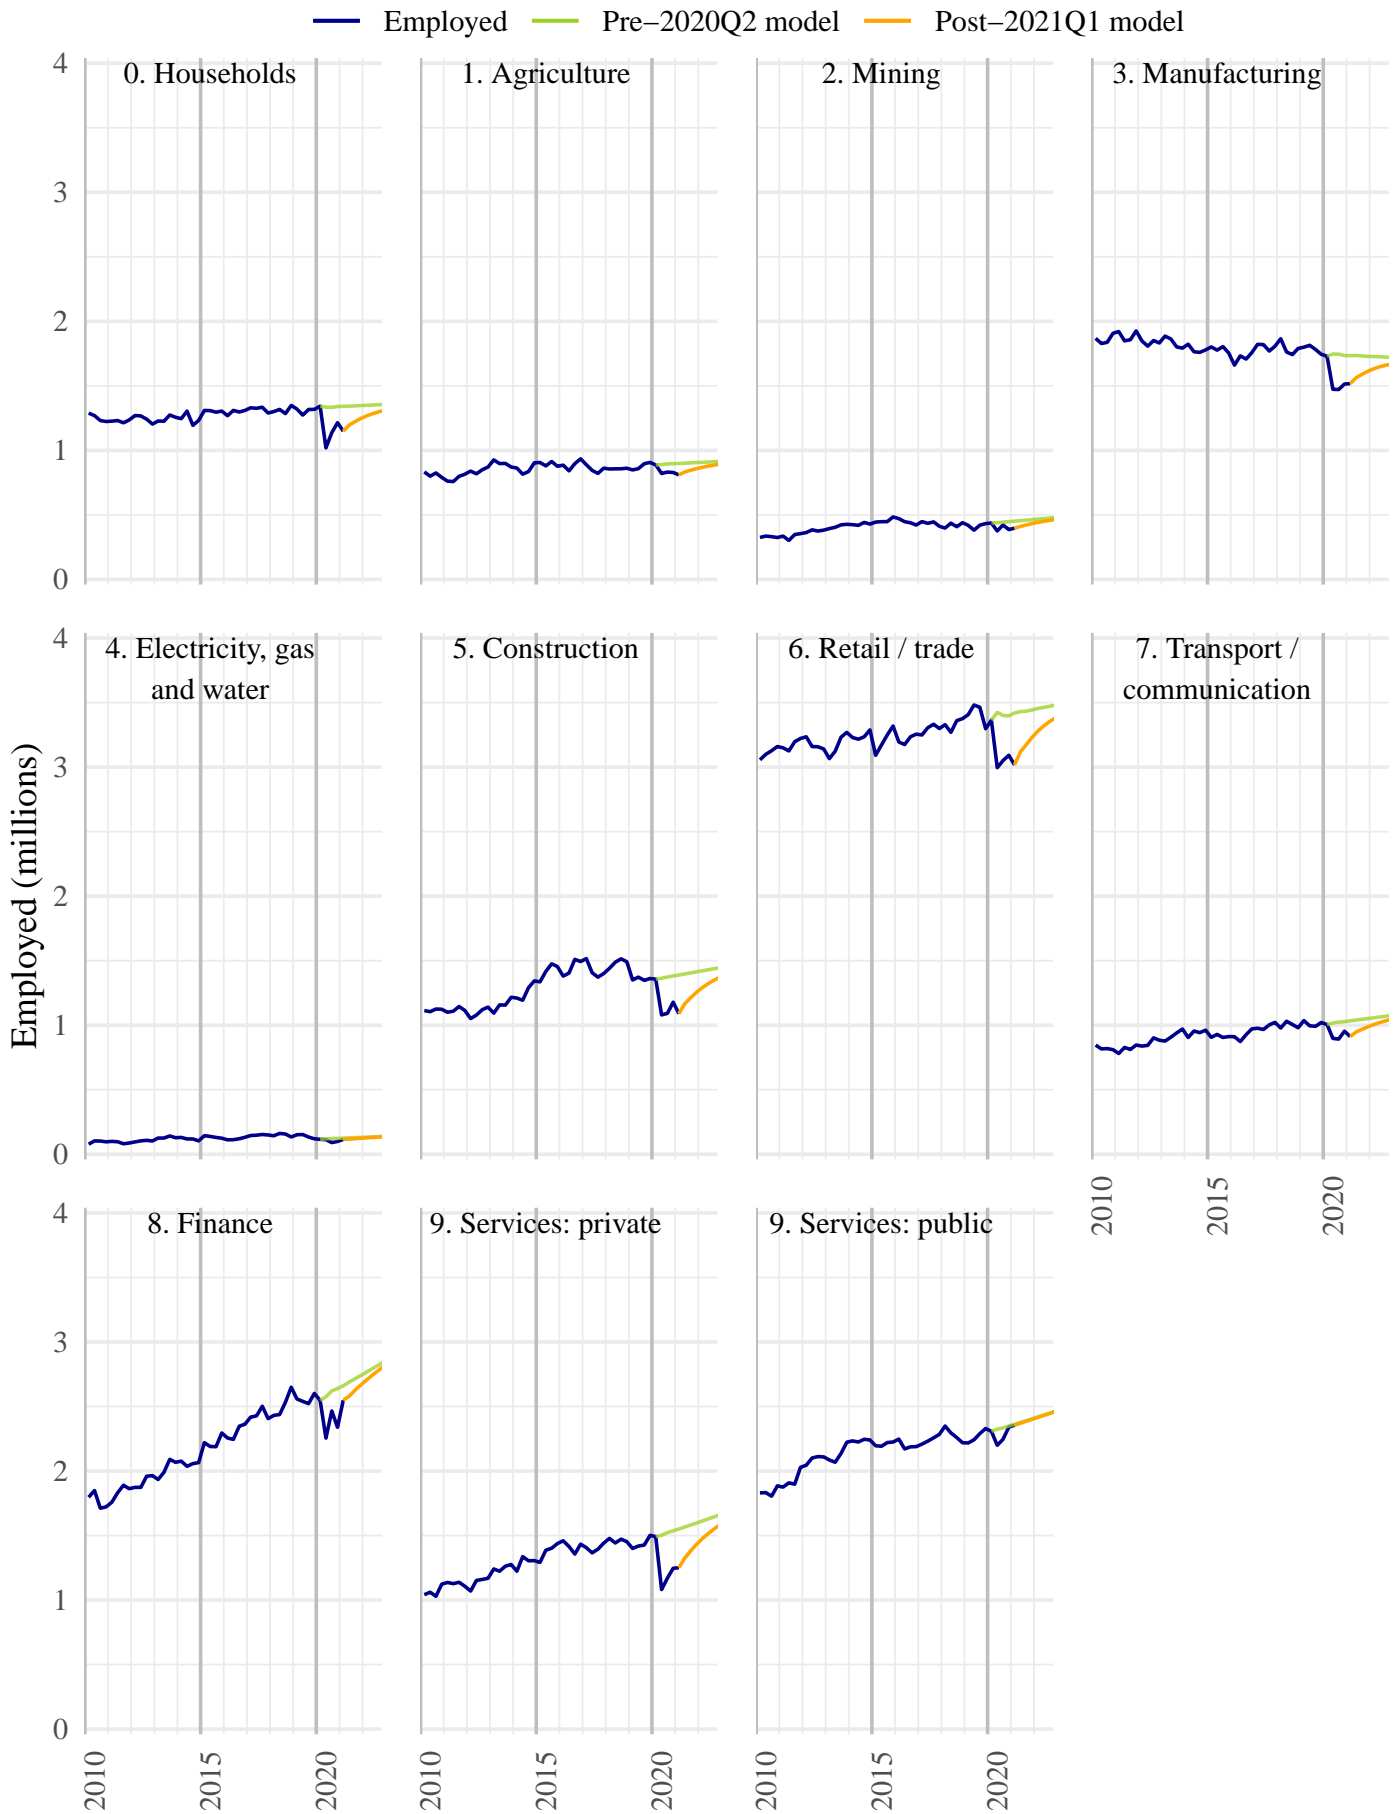 Employed Pre−2020Q2 model Post−2021Q1 model
0. Households 1. Agriculture 2. Mining 3. Manufacturing
4
3
2
1
0
4. Electricity, gas
and water
5. Construction
6. Retail / trade
7. Transport /
communication
4
3
2
1
0
Employed (millions)
2010 2015 2020
8. Finance 9. Services: private 9. Services: public
4
3
2
1
0
2010 2015 2020 2010 2015 2020 2010 2015 2020